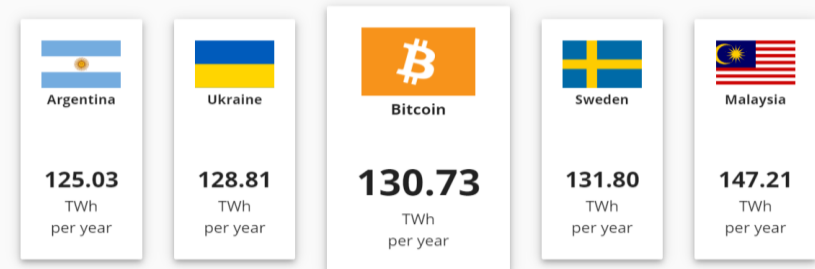 Argentina
125.03
TWh
per year
Ukraine
128.81
TWh
per year
Bitcoin
130.73
TWh
per year
Sweden
131.80
TWh
per year
Malaysia
147.21
TWh
per year